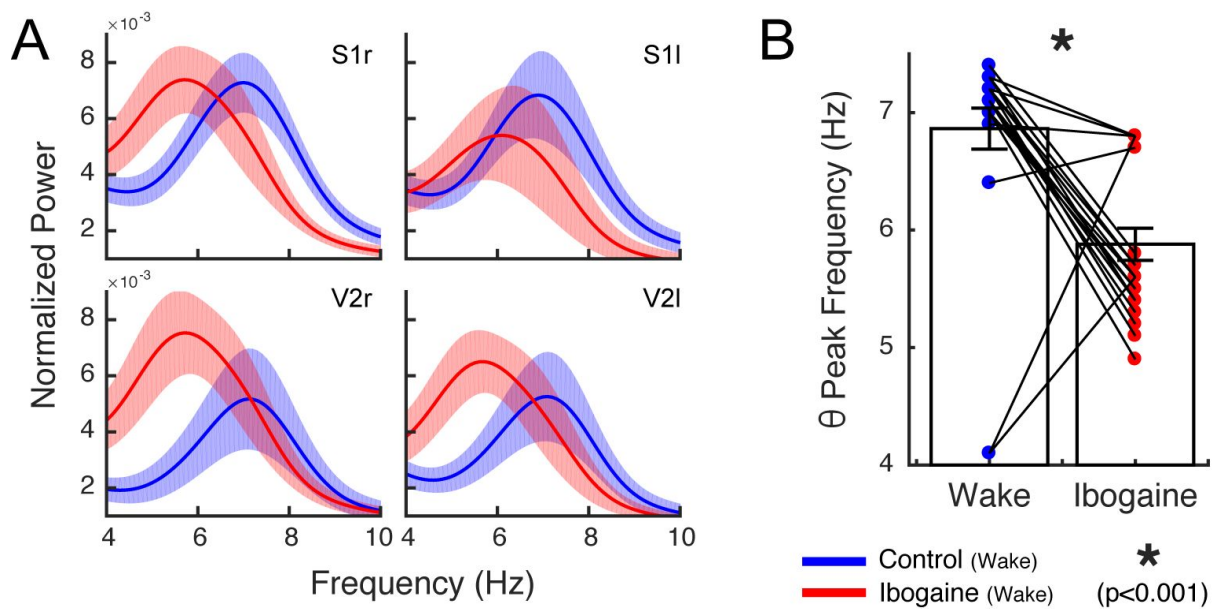 A
Normalized Power
×10⁻³
8
6
4
2
S1r
S1l
×10⁻³
8
6
4
2
4 6 8 10
V2r
4 6 8 10
V2l
Frequency (Hz)
B
*
θ Peak Frequency (Hz)
7
6
5
4
Wake Ibogaine
Control (Wake)
Ibogaine (Wake)
*
(p<0.001)